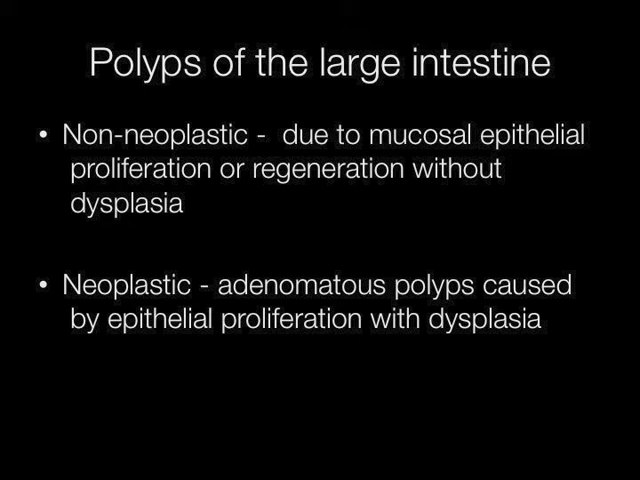 Polyps of the large intestine
• Non-neoplastic - due to mucosal epithelial
proliferation or regeneration without
dysplasia
• Neoplastic - adenomatous polyps caused
by epithelial proliferation with dysplasia